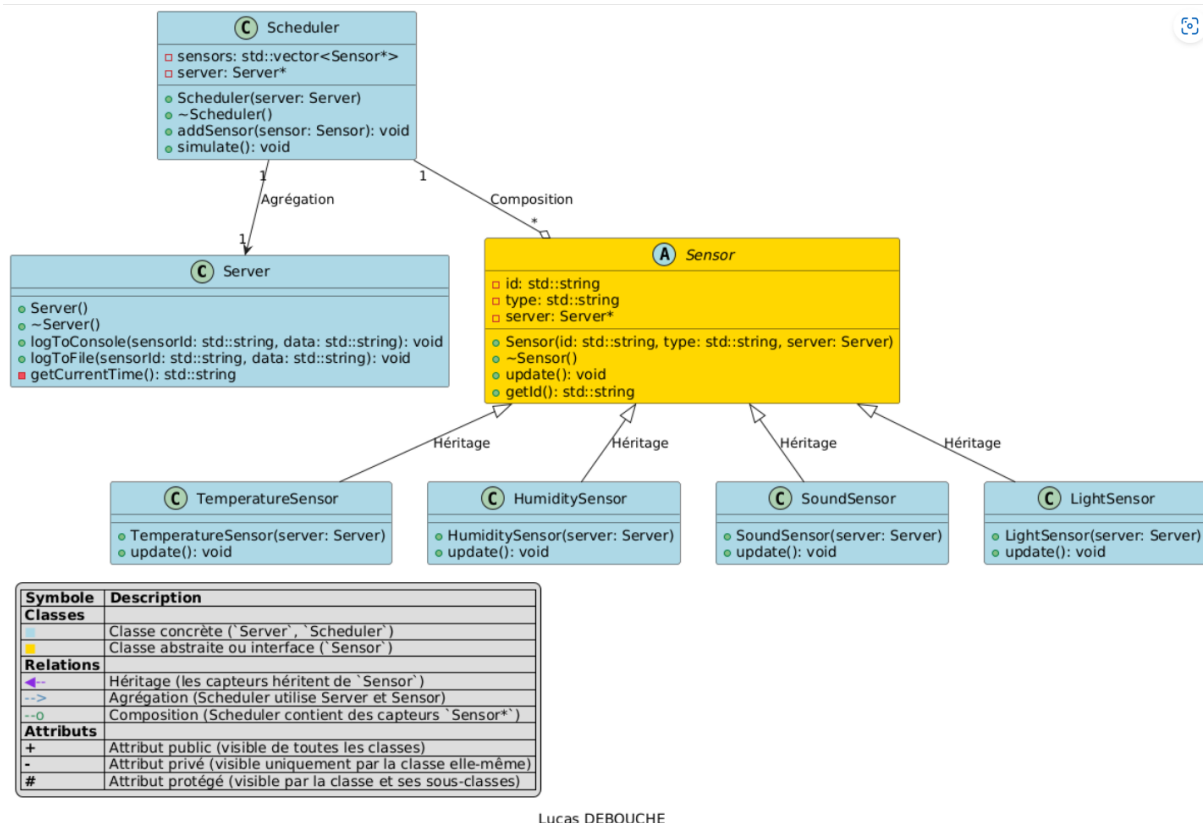 C Scheduler
sensors: std::vector<Sensor*>
server: Server*
Scheduler(server: Server)
~Scheduler()
addSensor(sensor: Sensor): void
simulate(): void
1
1
Agrégation
Composition
*
1
C Server
Server()
~Server()
logToConsole(sensorId: std::string, data: std::string): void
logToFile(sensorId: std::string, data: std::string): void
getCurrentTime(): std::string
A Sensor
id: std::string
type: std::string
server: Server*
Sensor(id: std::string, type: std::string, server: Server)
~Sensor()
update(): void
getId(): std::string
Héritage
Héritage
Héritage
Héritage
C TemperatureSensor
TemperatureSensor(server: Server)
update(): void
C HumiditySensor
HumiditySensor(server: Server)
update(): void
C SoundSensor
SoundSensor(server: Server)
update(): void
C LightSensor
LightSensor(server: Server)
update(): void
Symbole Description
Classes
Classe concrète (`Server`, `Scheduler`)
Classe abstraite ou interface (`Sensor`)
Relations
◀-- Héritage (les capteurs héritent de `Sensor`)
--> Agrégation (Scheduler utilise Server et Sensor)
--o Composition (Scheduler contient des capteurs `Sensor*`)
Attributs
+ Attribut public (visible de toutes les classes)
- Attribut privé (visible uniquement par la classe elle-même)
# Attribut protégé (visible par la classe et ses sous-classes)
Lucas DEBOUCHE